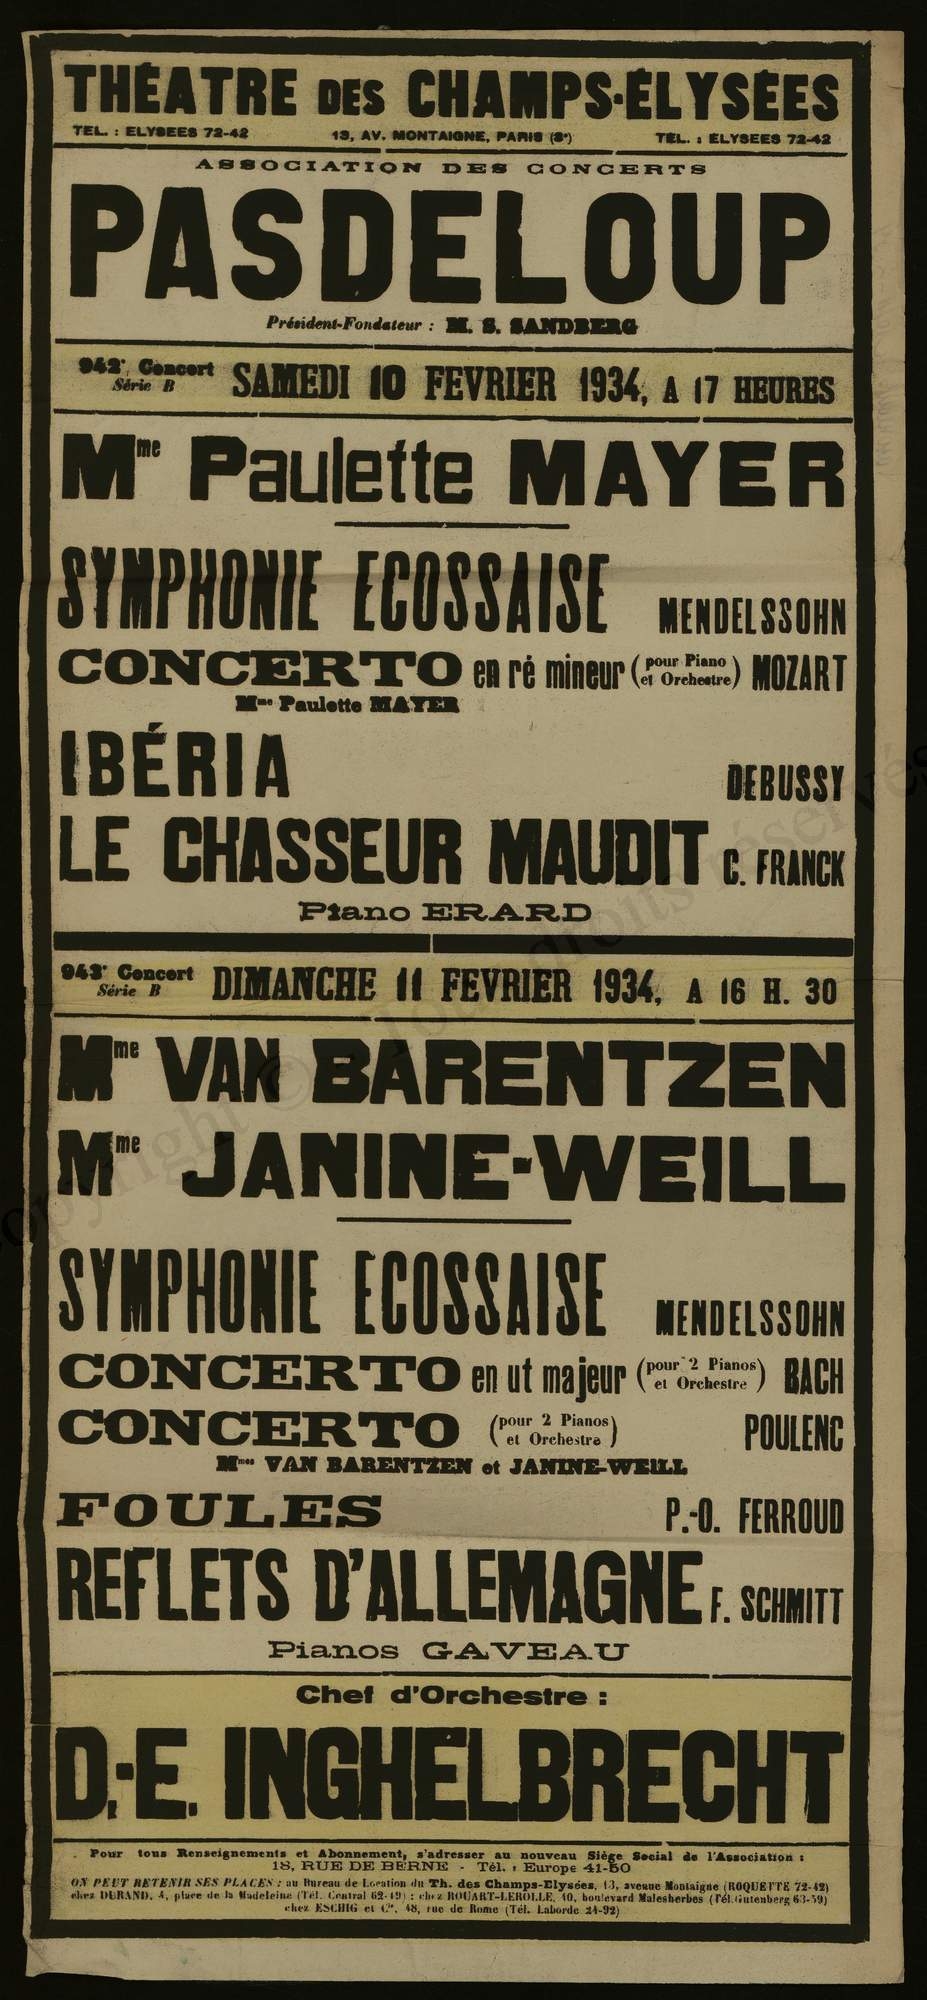 THÉATRE DES CHAMPS-ÉLYSÉES
TEL. : ELYSEES 72-42 13, AV. MONTAIGNE, PARIS (8e) TÉL. : ÉLYSEES 72-42
ASSOCIATION DES CONCERTS
PASDELOUP
Président-Fondateur : M. S. SANDBERG
942e Concert
Série B
SAMEDI 10 FEVRIER 1934, A 17 HEURES
Mme Paulette MAYER
SYMPHONIE ECOSSAISE MENDELSSOHN
CONCERTO en ré mineur (pour Piano et Orchestre) MOZART
Mme Paulette MAYER
IBÉRIA DEBUSSY
LE CHASSEUR MAUDIT C. FRANCK
Piano ERARD
943e Concert
Série B
DIMANCHE 11 FEVRIER 1934, A 16 H. 30
Mme VAN BARENTZEN
Mme JANINE-WEILL
SYMPHONIE ECOSSAISE MENDELSSOHN
CONCERTO en ut majeur (pour 2 Pianos et Orchestre) BACH
CONCERTO (pour 2 Pianos et Orchestre) POULENC
Mmes VAN BARENTZEN et JANINE-WEILL
FOULES P.-O. FERROUD
REFLETS D'ALLEMAGNE F. SCHMITT
Pianos GAVEAU
Chef d'Orchestre :
D.-E. INGHELBRECHT
Pour tous Renseignements et Abonnement, s'adresser au nouveau Siège Social de l'Association :
18, RUE DE BERNE - Tél. : Europe 41-50
ON PEUT RETENIR SES PLACES : au Bureau de Location du Th. des Champs-Elysées, 13, avenue Montaigne (ROQUETTE 72-42)
chez DURAND, 4, place de la Madeleine (Tél. Central 62-19) ; chez ROUART-LEROLLE, 40, boulevard Malesherbes (Tél. Gutenberg 63-59)
chez ESCHIG et Cie, 48, rue de Rome (Tél. Laborde 24-92)
Copyright © - Tous droits réservés